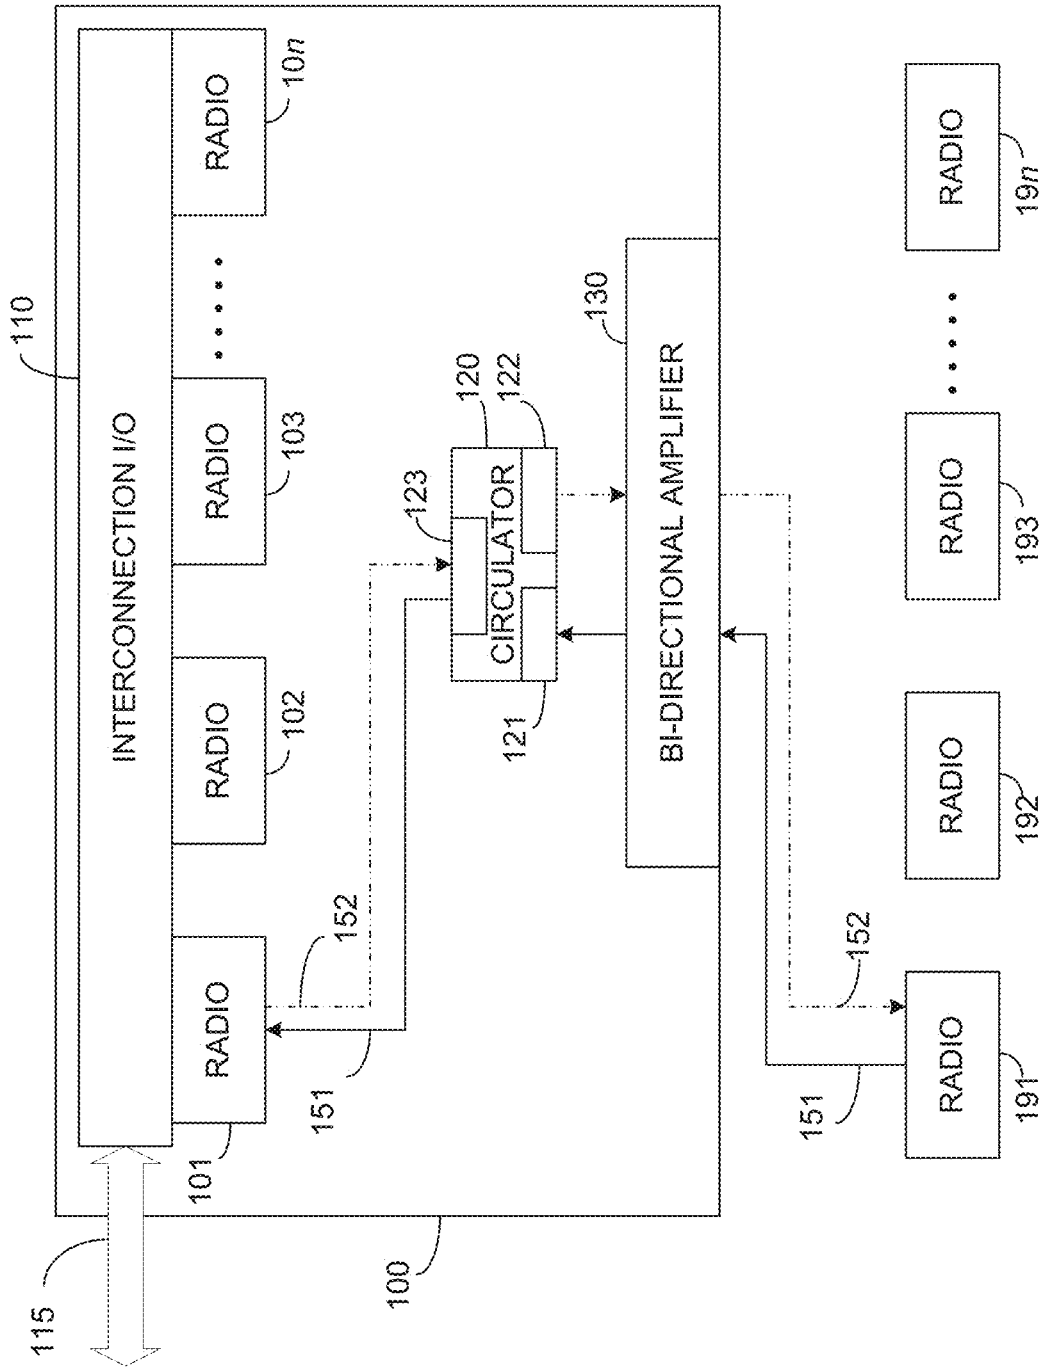 115
110
INTERCONNECTION I/O
RADIO
RADIO
RADIO
RADIO
101
102
103
10n
151
152
100
123
120
CIRCULATOR
121
122
130
BI-DIRECTIONAL AMPLIFIER
151
152
RADIO
RADIO
RADIO
RADIO
191
192
193
19n